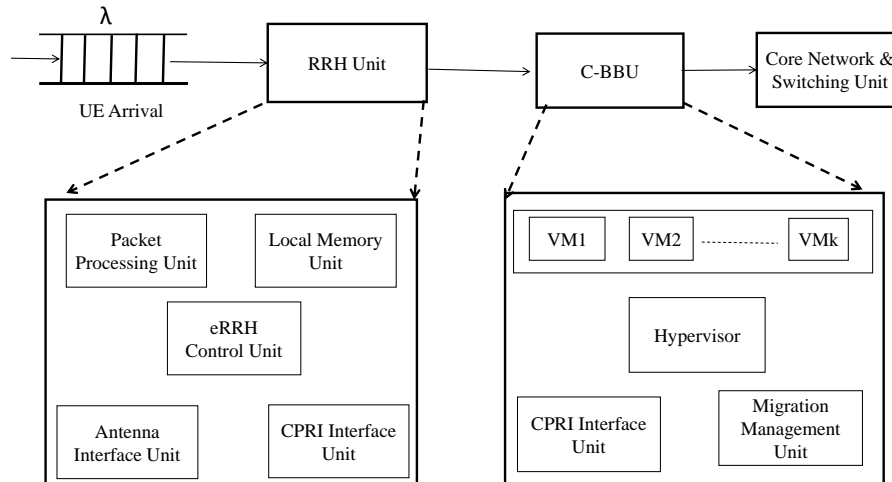 λ
UE Arrival
RRH Unit
C-BBU
Core Network &
Switching Unit
Packet
Processing Unit
Local Memory
Unit
eRRH
Control Unit
Antenna
Interface Unit
CPRI Interface
Unit
VM1
VM2
VMk
Hypervisor
CPRI Interface
Unit
Migration
Management
Unit